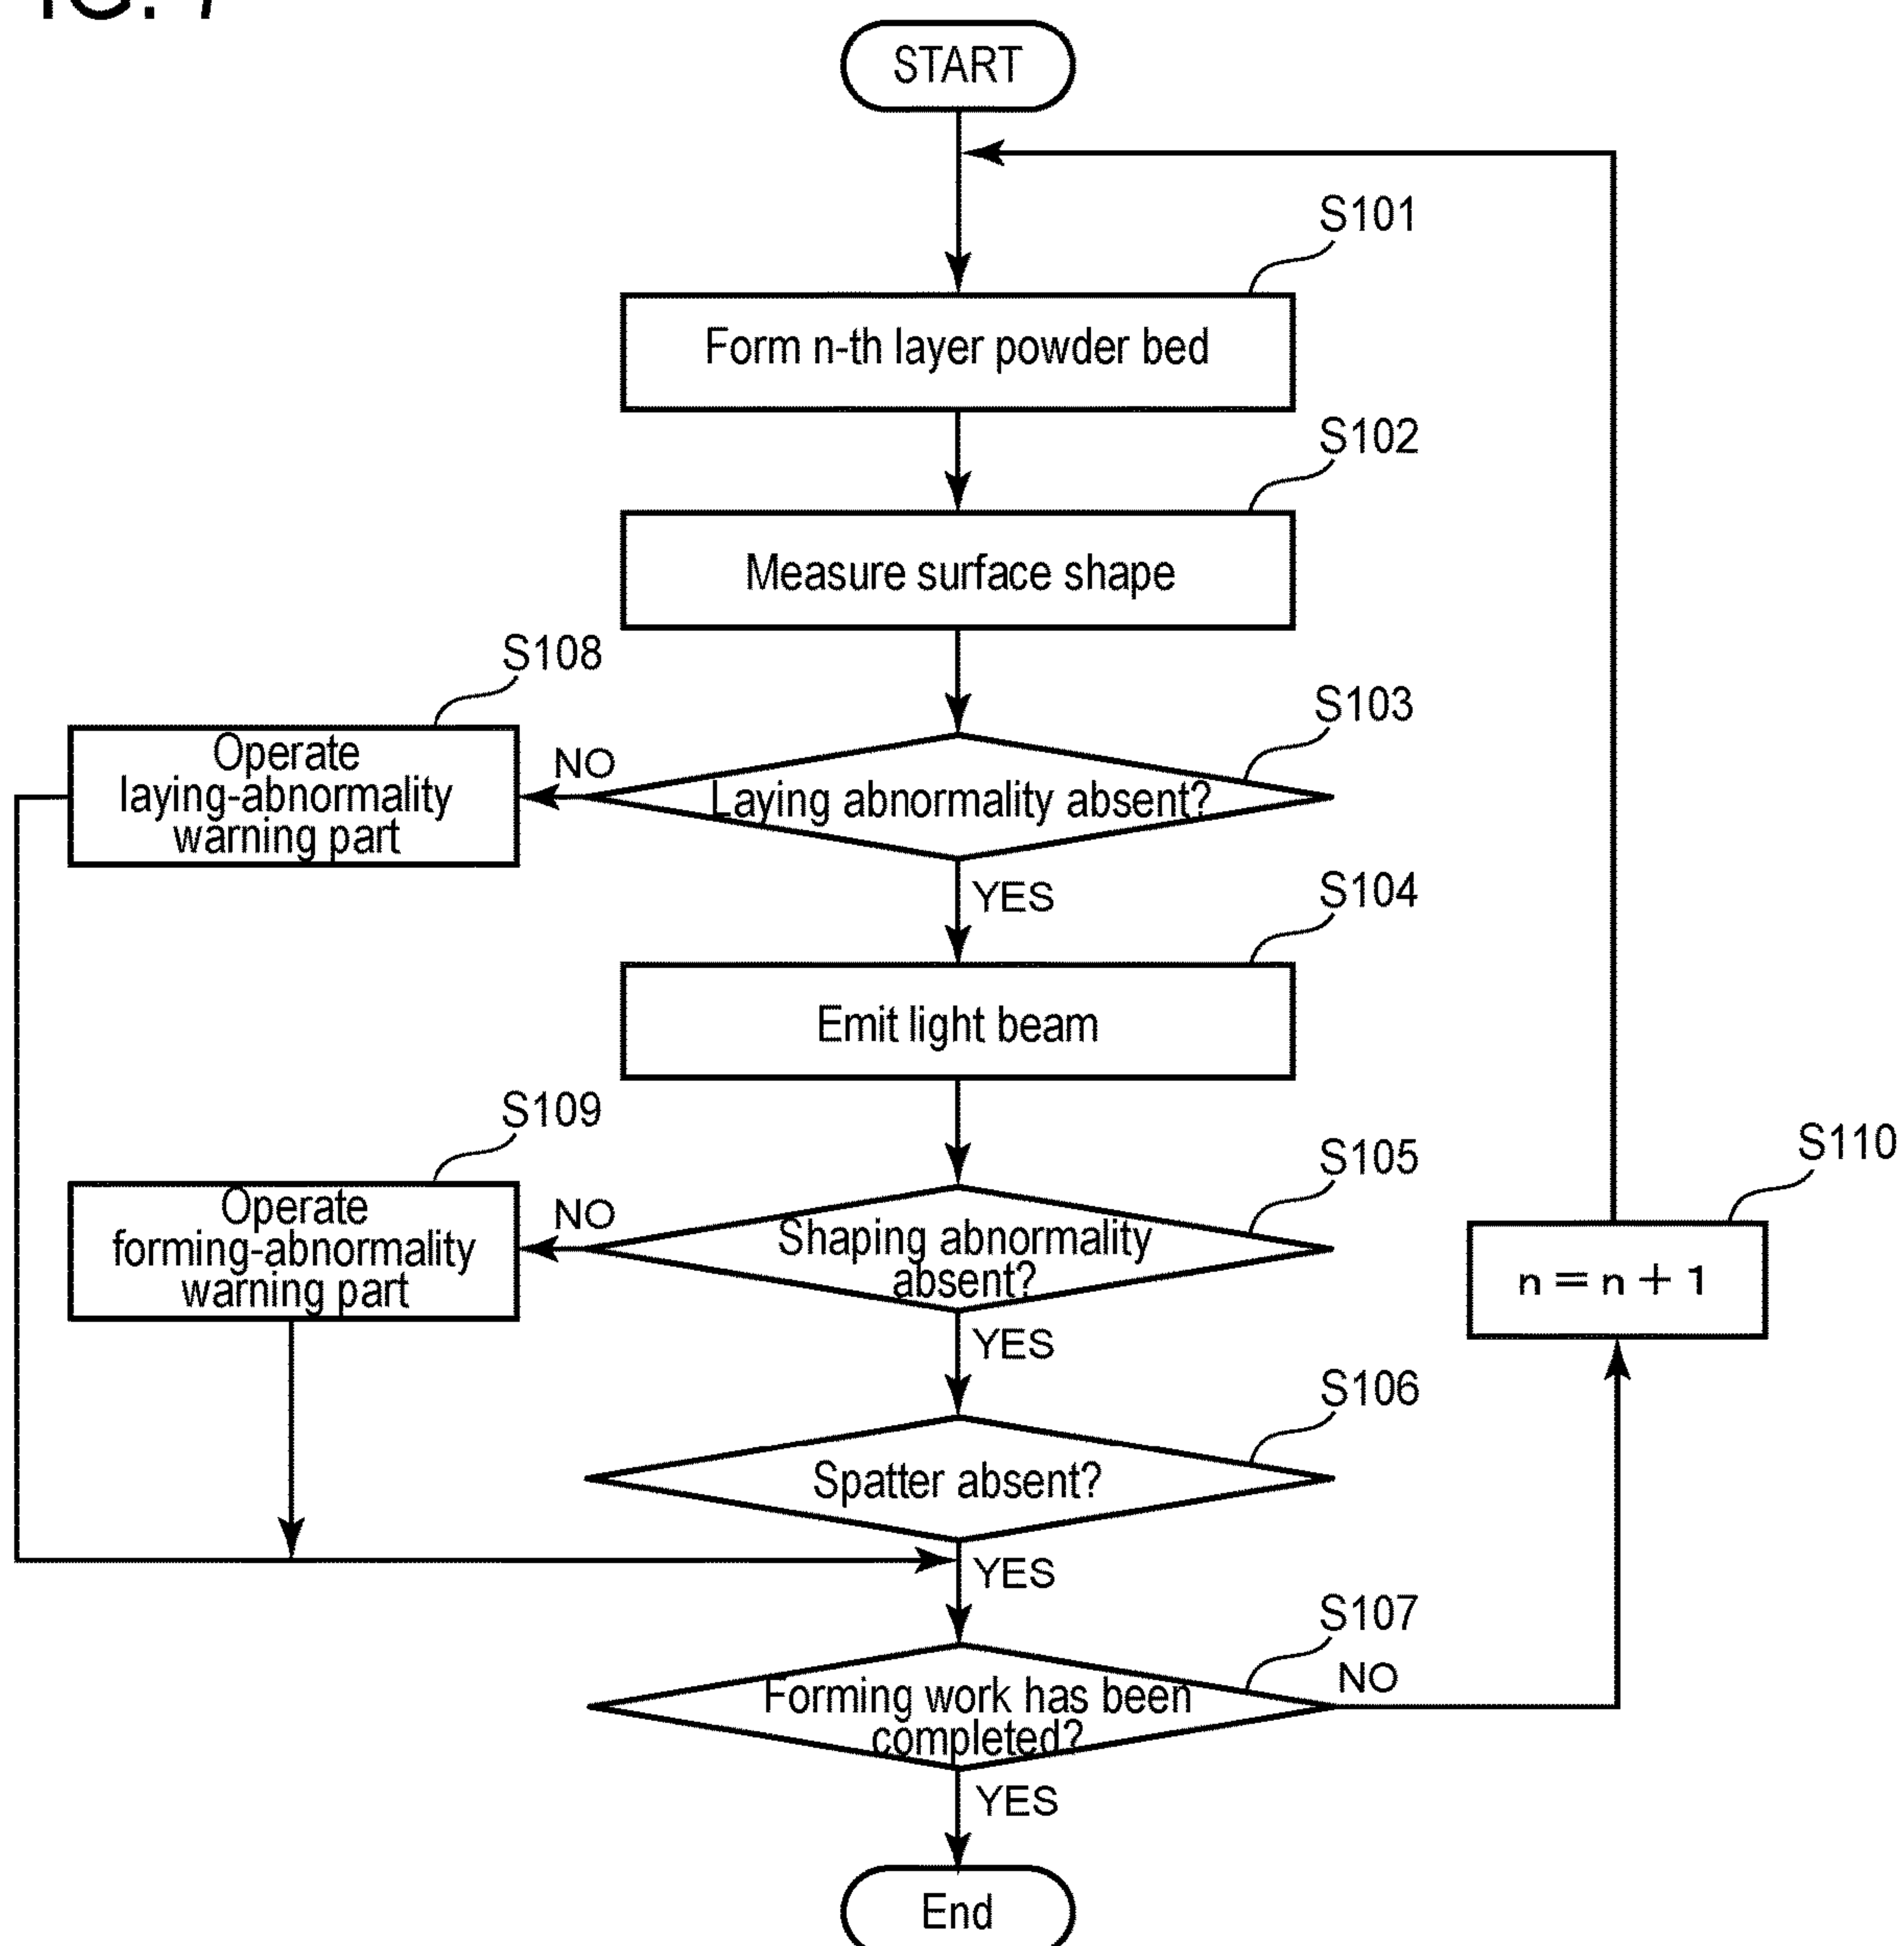 START
S101
Form n-th layer powder bed
S102
Measure surface shape
S108
S103
Operate
laying-abnormality
warning part
NO
Laying abnormality absent?
YES
S104
Emit light beam
S109
S105
S110
Operate
forming-abnormality
warning part
NO
Shaping abnormality
absent?
n = n + 1
YES
S106
Spatter absent?
YES
S107
Forming work has been
completed?
NO
YES
End